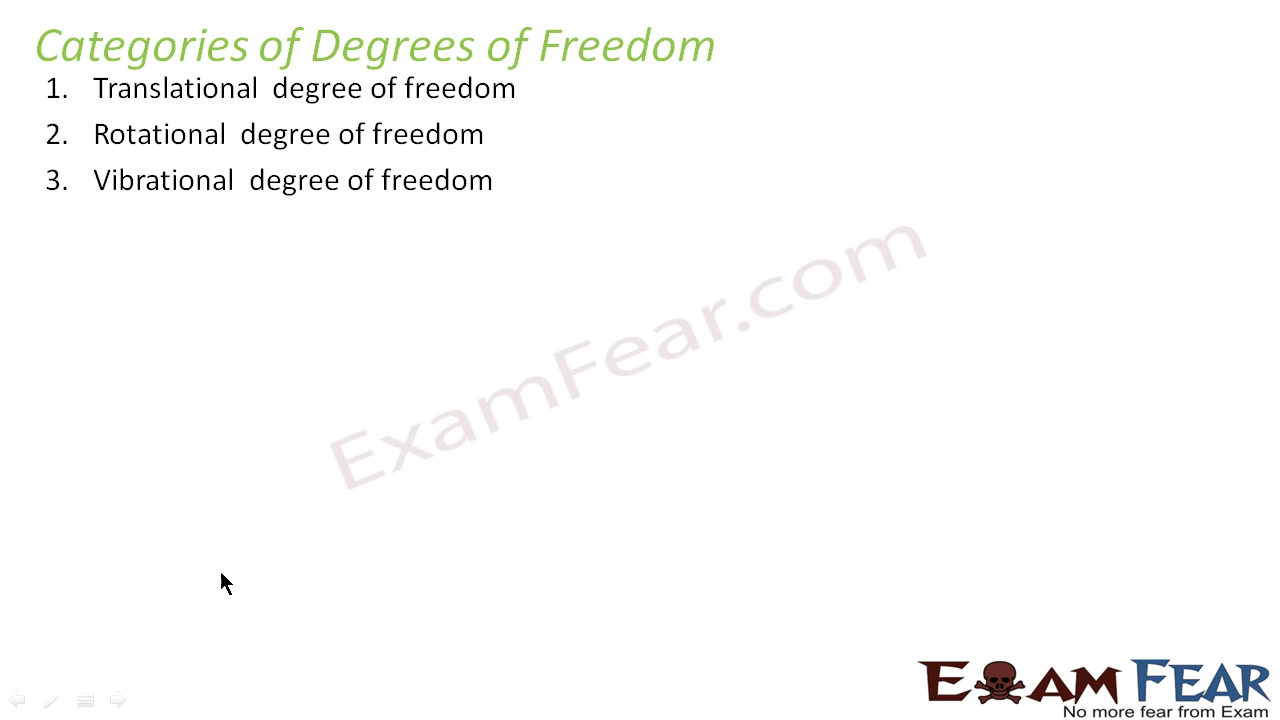 Categories of Degrees of Freedom
1. Translational degree of freedom
2. Rotational degree of freedom
3. Vibrational degree of freedom
ExamFear.com
EXAM FEAR
No more fear from Exam